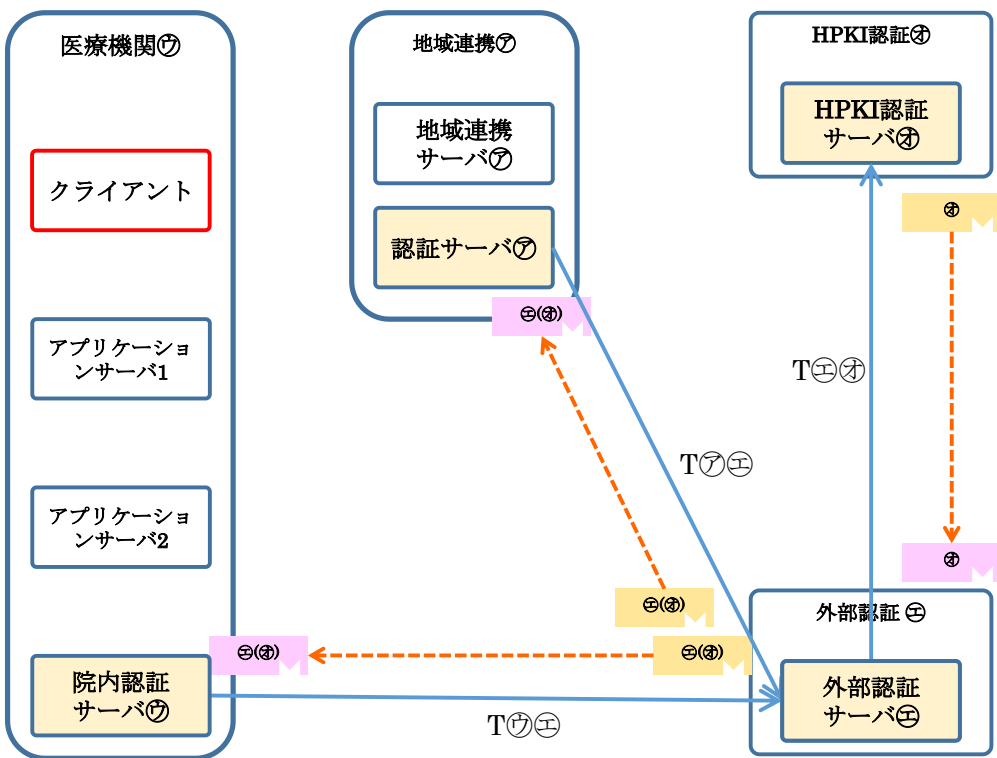 医療機関㋒
クライアント
アプリケーショ
ンサーバ1
アプリケーショ
ンサーバ2
院内認証
サーバ㋒
地域連携㋐
地域連携
サーバ㋐
認証サーバ㋐
㋓(㋔)
㋓(㋔)
㋓(㋔)
㋓(㋔)
T㋒㋓
T㋐㋓
T㋓㋔
HPKI認証㋔
HPKI認証
サーバ㋔
㋔
㋔
外部認証 ㋓
外部認証
サーバ㋓